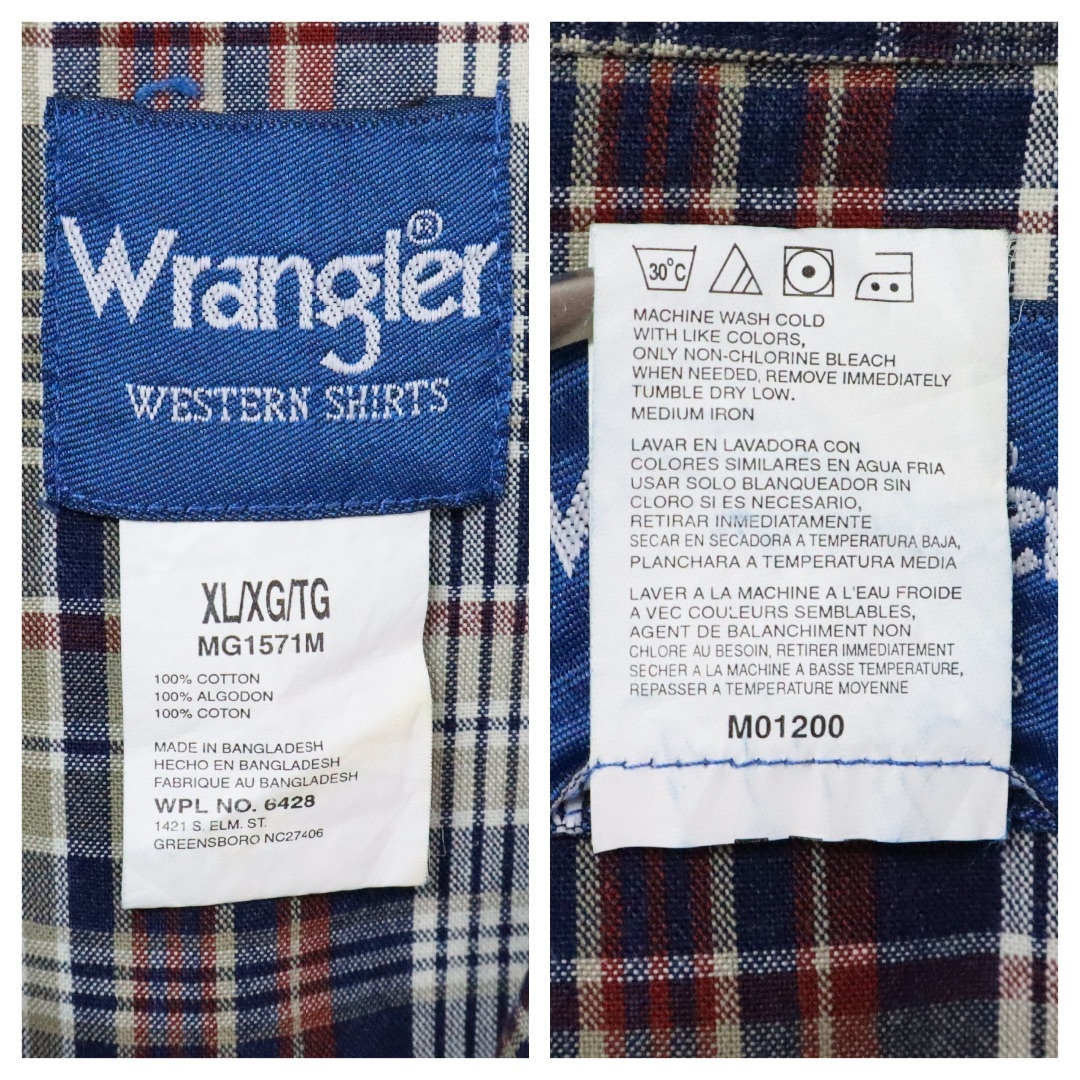 Wrangler®
WESTERN SHIRTS
XL/XG/TG
MG1571M
100% COTTON
100% ALGODON
100% COTON
MADE IN BANGLADESH
HECHO EN BANGLADESH
FABRIQUE AU BANGLADESH
WPL NO. 6428
1421 S. ELM. ST.
GREENSBORO NC27406
30°C
MACHINE WASH COLD
WITH LIKE COLORS,
ONLY NON-CHLORINE BLEACH
WHEN NEEDED, REMOVE IMMEDIATELY
TUMBLE DRY LOW.
MEDIUM IRON
LAVAR EN LAVADORA CON
COLORES SIMILARES EN AGUA FRIA
USAR SOLO BLANQUEADOR SIN
CLORO SI ES NECESARIO,
RETIRAR INMEDIATAMENTE
SECAR EN SECADORA A TEMPERATURA BAJA,
PLANCHARA A TEMPERATURA MEDIA
LAVER A LA MACHINE A L'EAU FROIDE
A VEC COULEURS SEMBLABLES,
AGENT DE BALANCHIMENT NON
CHLORE AU BESOIN, RETIRER IMMEDIATEMENT
SECHER A LA MACHINE A BASSE TEMPERATURE,
REPASSER A TEMPERATURE MOYENNE
M01200